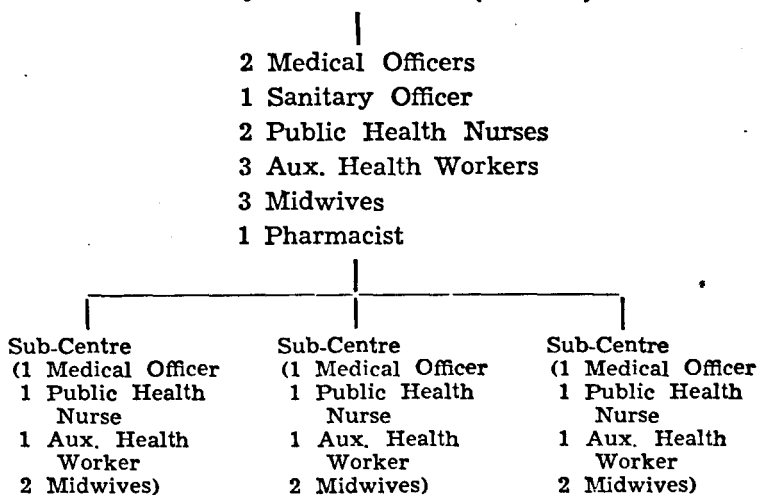 2 Medical Officers
1 Sanitary Officer
2 Public Health Nurses
3 Aux. Health Workers
3 Midwives
1 Pharmacist
Sub-Centre
(1 Medical Officer
1 Public Health
Nurse
1 Aux. Health
Worker
2 Midwives)
Sub-Centre
(1 Medical Officer
1 Public Health
Nurse
1 Aux. Health
Worker
2 Midwives)
Sub-Centre
(1 Medical Officer
1 Public Health
Nurse
1 Aux. Health
Worker
2 Midwives)